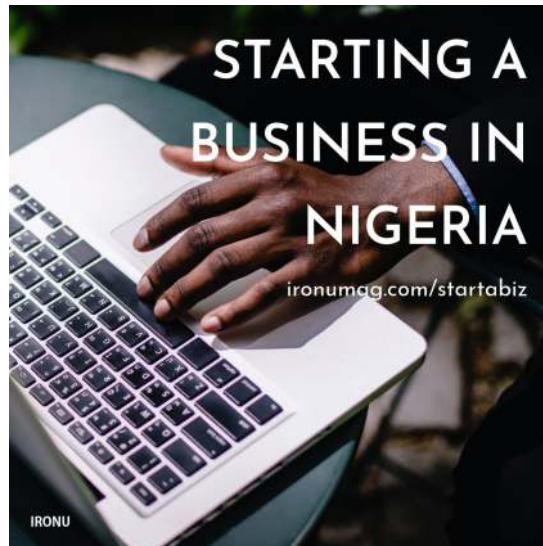 STARTING A
BUSINESS IN
NIGERIA
ironumag.com/startabiz
IRONU